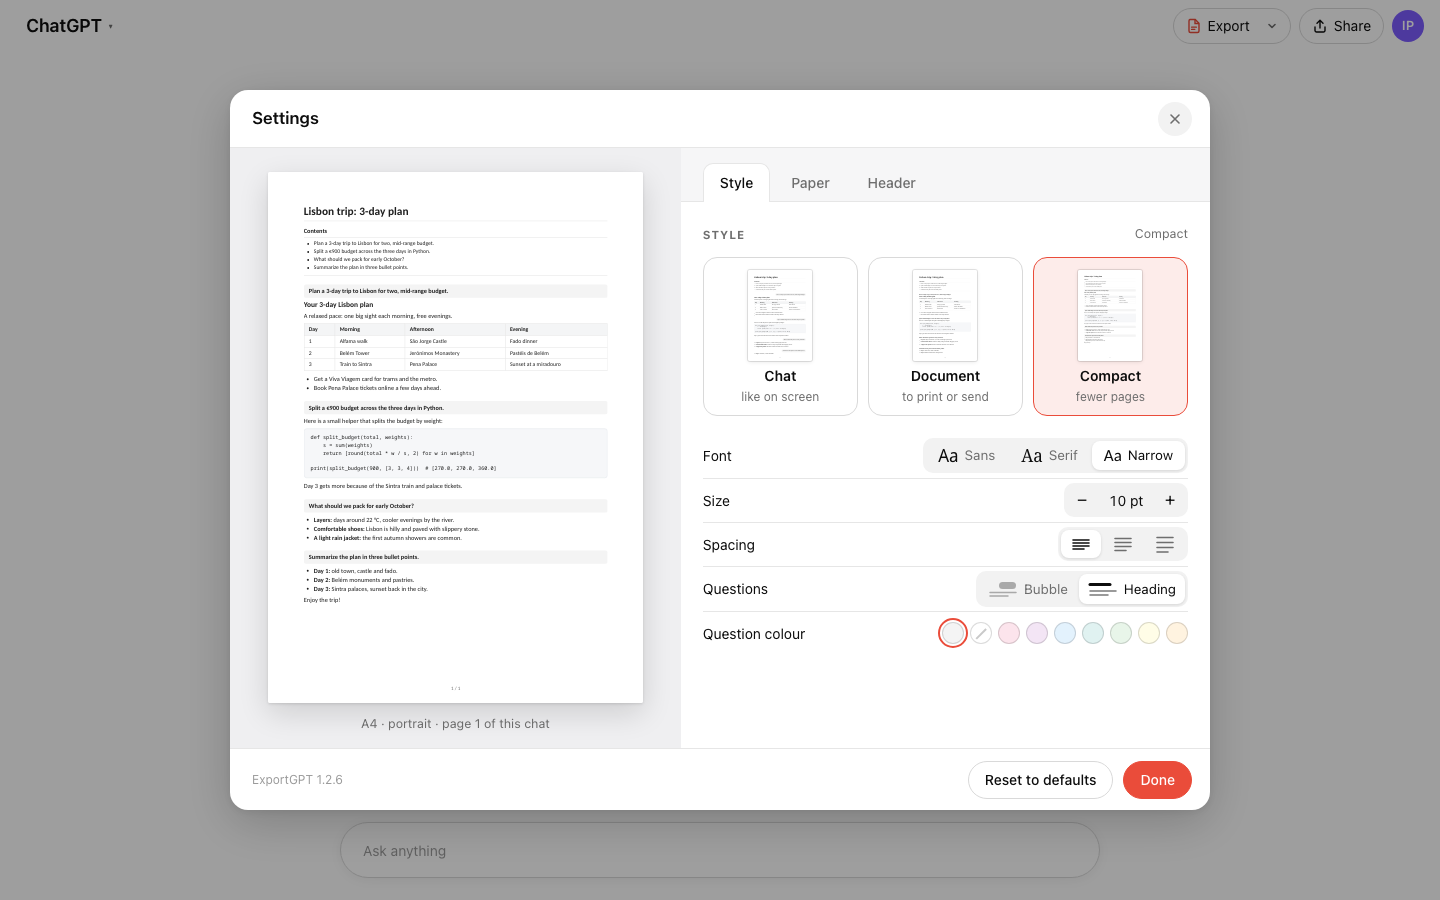 ChatGPT
Export
Share
IP
Settings
Lisbon trip: 3-day plan
Contents
• Plan a 3-day trip to Lisbon for two, mid-range budget.
• Split a €900 budget across the three days in Python.
• What should we pack for early October?
• Summarize the plan in three bullet points.
Plan a 3-day trip to Lisbon for two, mid-range budget.
Your 3-day Lisbon plan
A relaxed pace: one big sight each morning, free evenings.
Day Morning Afternoon Evening
1 Alfama walk São Jorge Castle Fado dinner
2 Belém Tower Jerónimos Monastery Pastéis de Belém
3 Train to Sintra Pena Palace Sunset at a miradouro
• Get a Viva Viagem card for trams and the metro.
• Book Pena Palace tickets online a few days ahead.
Split a €900 budget across the three days in Python.
Here is a small helper that splits the budget by weight:
def split_budget(total, weights):
    s = sum(weights)
    return [round(total * w / s, 2) for w in weights]
print(split_budget(900, [3, 3, 4]))  # [270.0, 270.0, 360.0]
Day 3 gets more because of the Sintra train and palace tickets.
What should we pack for early October?
• Layers: days around 22 °C, cooler evenings by the river.
• Comfortable shoes: Lisbon is hilly and paved with slippery stone.
• A light rain jacket: the first autumn showers are common.
Summarize the plan in three bullet points.
• Day 1: old town, castle and fado.
• Day 2: Belém monuments and pastries.
• Day 3: Sintra palaces, sunset back in the city.
Enjoy the trip!
1 / 1
A4 · portrait · page 1 of this chat
Style Paper Header
STYLE Compact
Chat
like on screen
Document
to print or send
Compact
fewer pages
Font Aa Sans Aa Serif Aa Narrow
Size − 10 pt +
Spacing
Questions Bubble Heading
Question colour
ExportGPT 1.2.6
Reset to defaults
Done
Ask anything